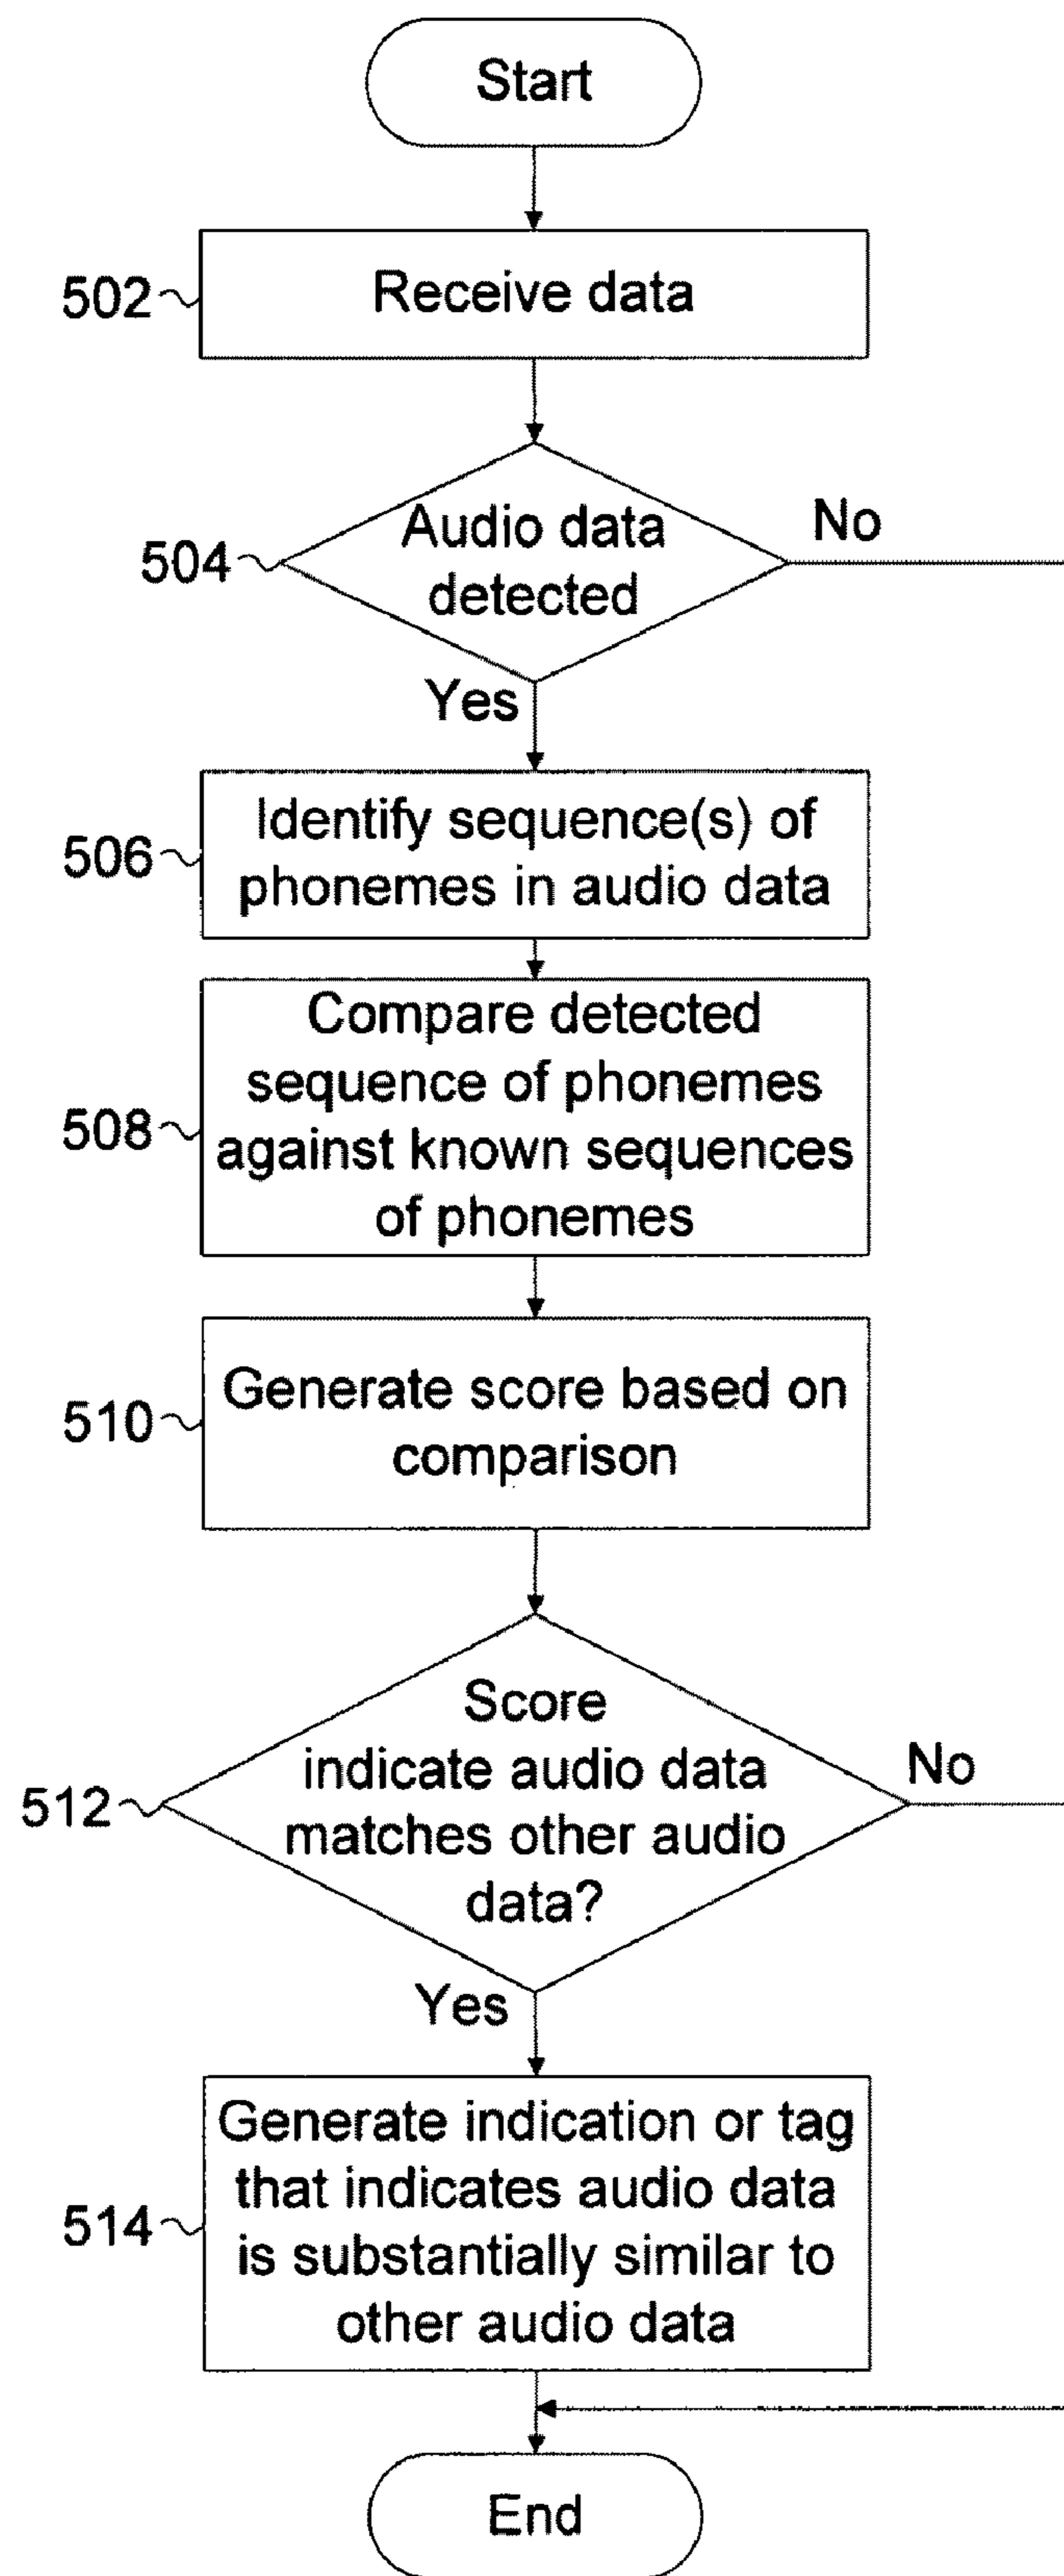 Start
502
Receive data
504
Audio data
detected
No
Yes
506
Identify sequence(s) of
phonemes in audio data
508
Compare detected
sequence of phonemes
against known sequences
of phonemes
510
Generate score based on
comparison
512
Score
indicate audio data
matches other audio
data?
No
Yes
514
Generate indication or tag
that indicates audio data
is substantially similar to
other audio data
End